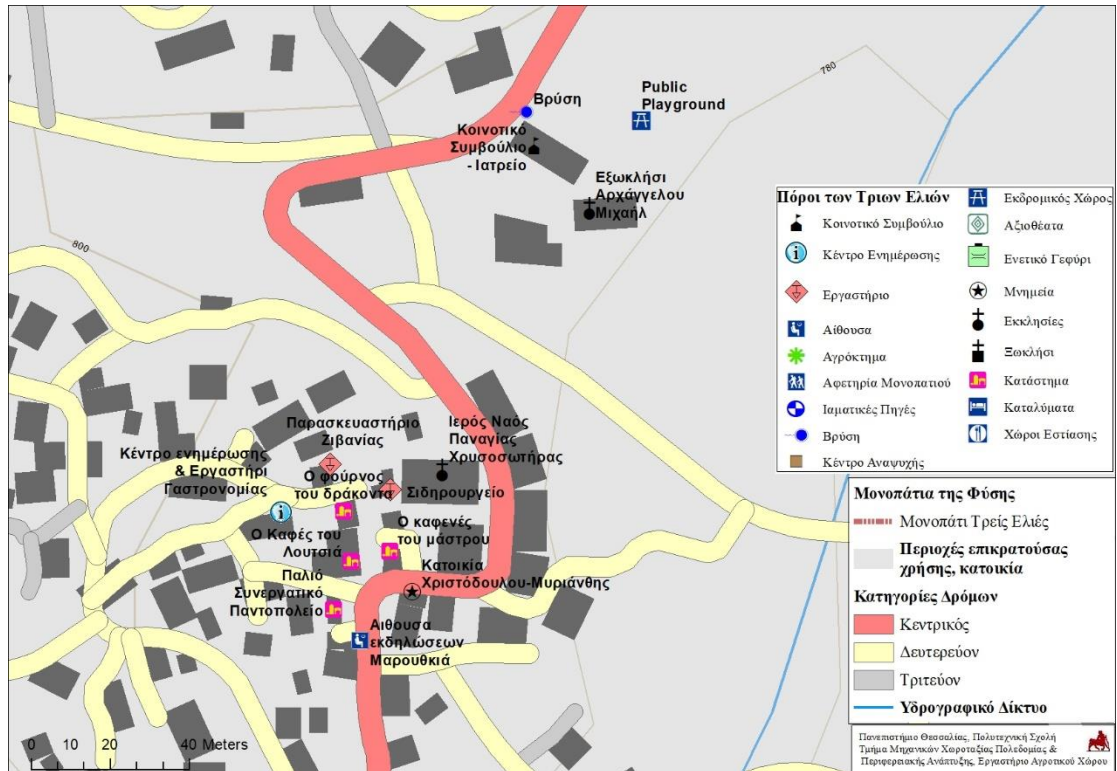 780
Βρύση
Public
Playground
Κοινοτικό
Συμβούλιο
- Ιατρείο
Εξωκλήσι
Αρχάγγελου
Μιχαήλ
800
Παρασκευαστήριο
Ζιβανίας
Ιερός Ναός
Παναγίας
Χρυσοσωτήρας
Κέντρο ενημέρωσης
& Εργαστήρι
Γαστρονομίας
Ο φούρνος
του δράκοντα
Σιδηρουργείο
Ο Καφές του
Λουτσιά
Ο καφενές
του μάστρου
Κατοικία
Χριστόδουλου-Μυριάνθης
Παλιό
Συνεργατικό
Παντοπολείο
Αιθουσα
εκδηλώσεων
Μαρουθκιά
0 10 20 40 Meters
Πόροι των Τριων Ελιών
Κοινοτικό Συμβούλιο
Κέντρο Ενημέρωσης
Εργαστήριο
Αίθουσα
Αγρόκτημα
Αφετηρία Μονοπατιού
Ιαματικές Πηγές
Βρύση
Κέντρο Αναψυχής
Εκδρομικός Χώρος
Αξιοθέατα
Ενετικό Γεφύρι
Μνημεία
Εκκλησίες
Ξωκλήσι
Κατάστημα
Καταλύματα
Χώροι Εστίασης
Μονοπάτια της Φύσης
Μονοπάτι Τρείς Ελιές
Περιοχές επικρατούσας
χρήσης, κατοικία
Κατηγορίες Δρόμων
Κεντρικός
Δευτερεύον
Τριτεύον
Υδρογραφικό Δίκτυο
Πανεπιστήμιο Θεσσαλίας, Πολυτεχνική Σχολή
Τμήμα Μηχανικών Χωροταξίας Πολεδομίας &
Περιφερειακής Ανάπτυξης, Εργαστήριο Αγροτικού Χώρου